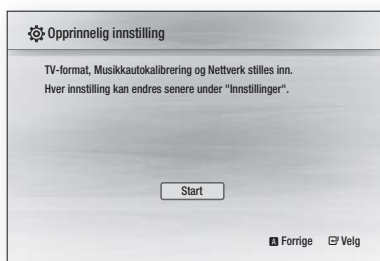 Opprinnelig innstilling
TV-format, Musikkautokalibrering og Nettverk stilles inn.
Hver innstilling kan endres senere under "Innstillinger".
Start
A Forrige Velg